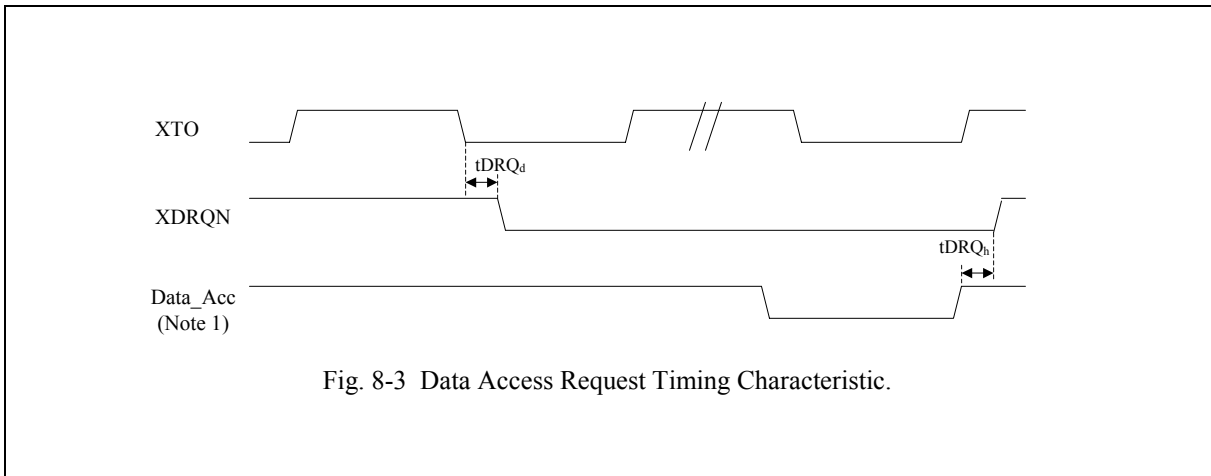 XTO
tDRQd
XDRQN
tDRQh
Data_Acc
(Note 1)
Fig. 8-3 Data Access Request Timing Characteristic.